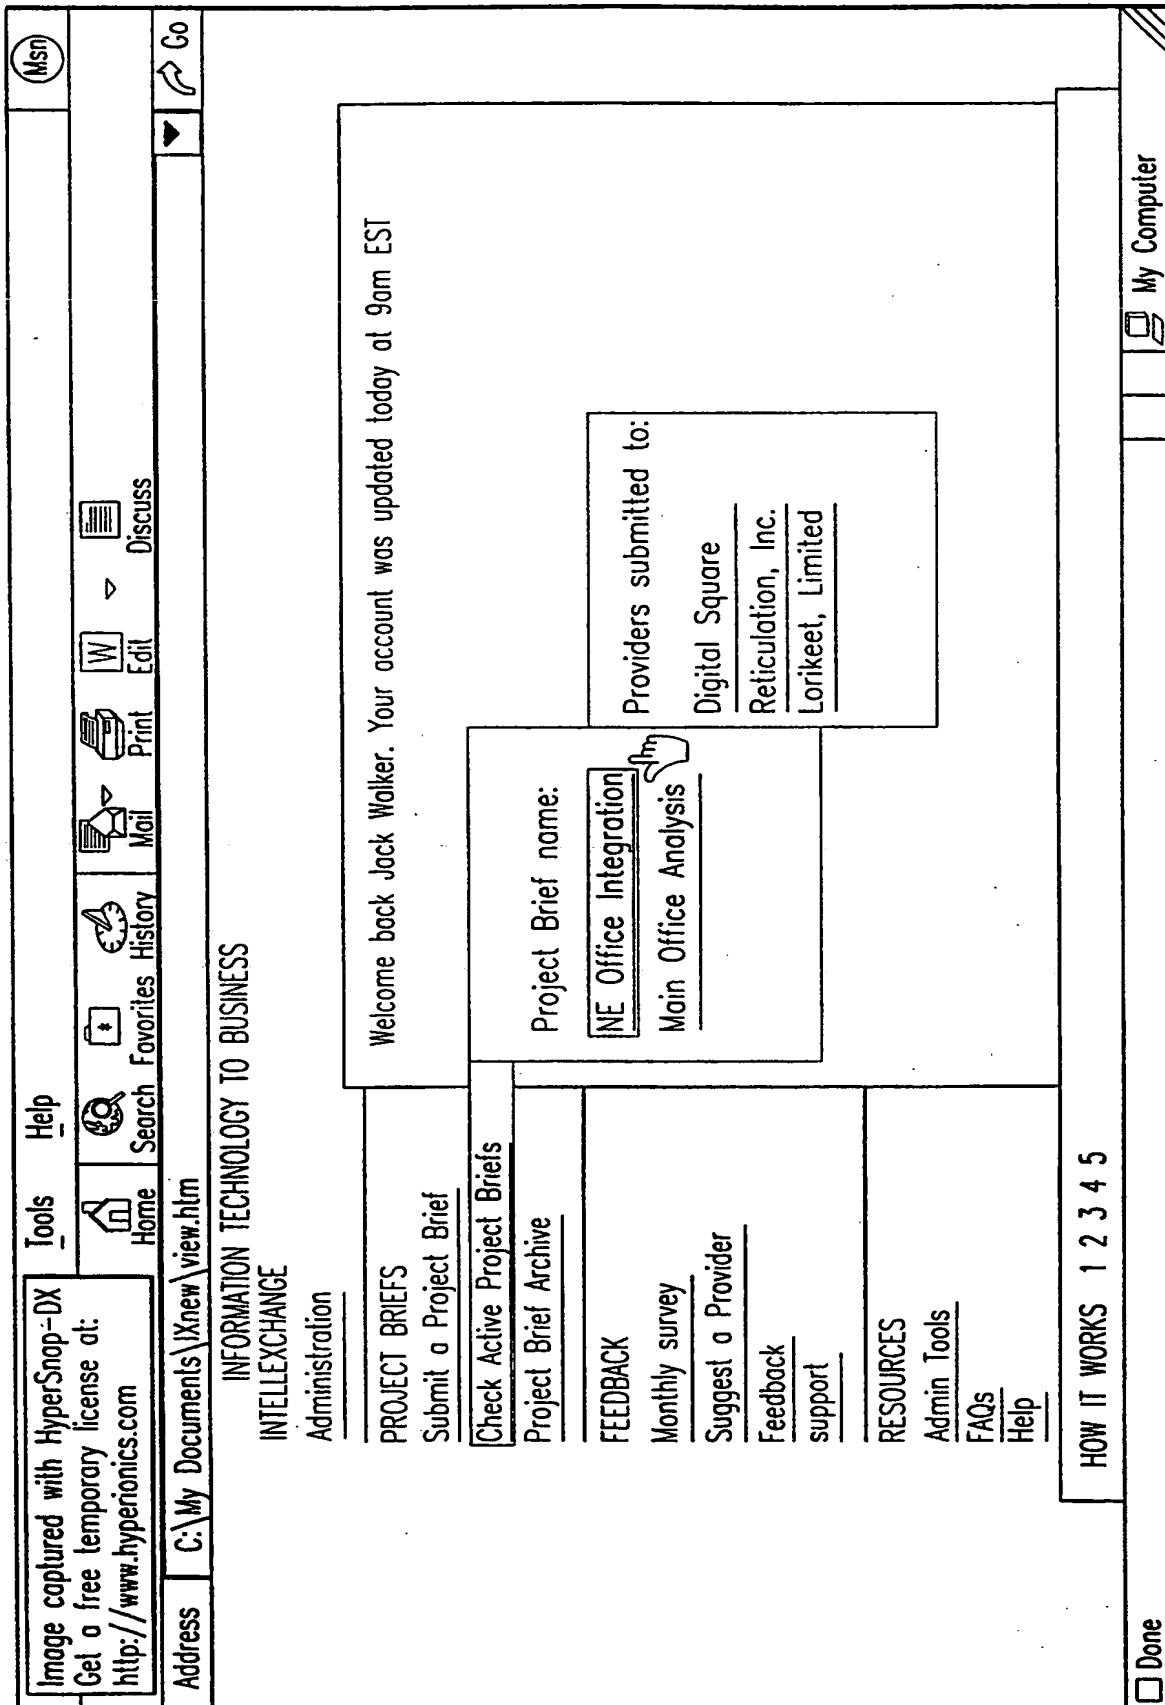 Image captured with HyperSnap-DX
Get a free temporary license at:
http://www.hyperionics.com
Tools Help
Msn
Home Search Favorites History Mail Print Edit Discuss
W
Address C:\My Documents\IXnew\view.htm Go
INFORMATION TECHNOLOGY TO BUSINESS
INTELLEXCHANGE
Administration
Welcome back Jack Walker. Your account was updated today at 9am EST
PROJECT BRIEFS
Submit a Project Brief
Check Active Project Briefs
Project Brief Archive
Project Brief name:
NE Office Integration
Main Office Analysis
Providers submitted to:
Digital Square
Reticulation, Inc.
Lorikeet, Limited
FEEDBACK
Monthly survey
Suggest a Provider
Feedback
support
RESOURCES
Admin Tools
FAQs
Help
HOW IT WORKS 1 2 3 4 5
Done My Computer